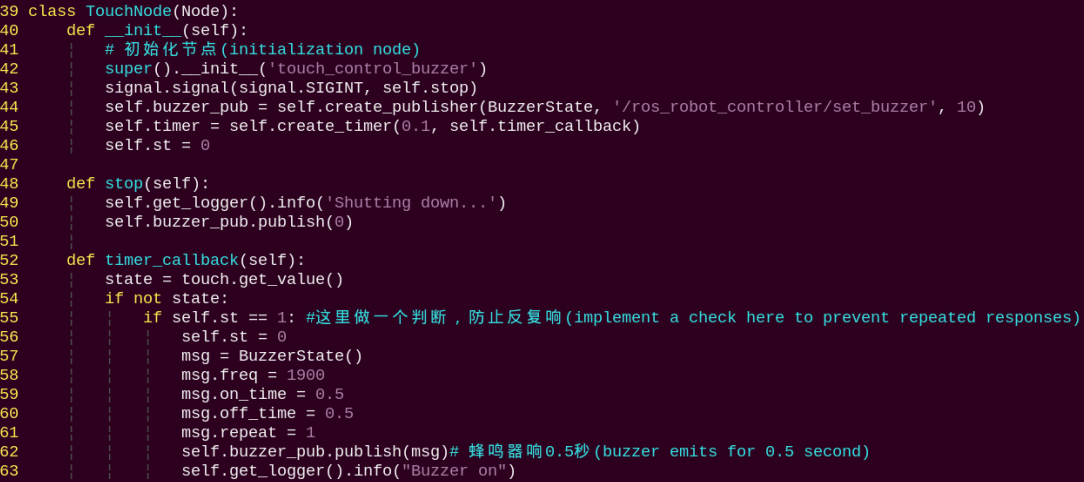 39 class TouchNode(Node):
40     def __init__(self):
41         # 初始化节点(initialization node)
42         super().__init__('touch_control_buzzer')
43         signal.signal(signal.SIGINT, self.stop)
44         self.buzzer_pub = self.create_publisher(BuzzerState, '/ros_robot_controller/set_buzzer', 10)
45         self.timer = self.create_timer(0.1, self.timer_callback)
46         self.st = 0
47
48     def stop(self):
49         self.get_logger().info('Shutting down...')
50         self.buzzer_pub.publish(0)
51
52     def timer_callback(self):
53         state = touch.get_value()
54         if not state:
55             if self.st == 1: #这里做一个判断，防止反复响(implement a check here to prevent repeated responses)
56                 self.st = 0
57                 msg = BuzzerState()
58                 msg.freq = 1900
59                 msg.on_time = 0.5
60                 msg.off_time = 0.5
61                 msg.repeat = 1
62                 self.buzzer_pub.publish(msg)# 蜂鸣器响0.5秒(buzzer emits for 0.5 second)
63                 self.get_logger().info("Buzzer on")